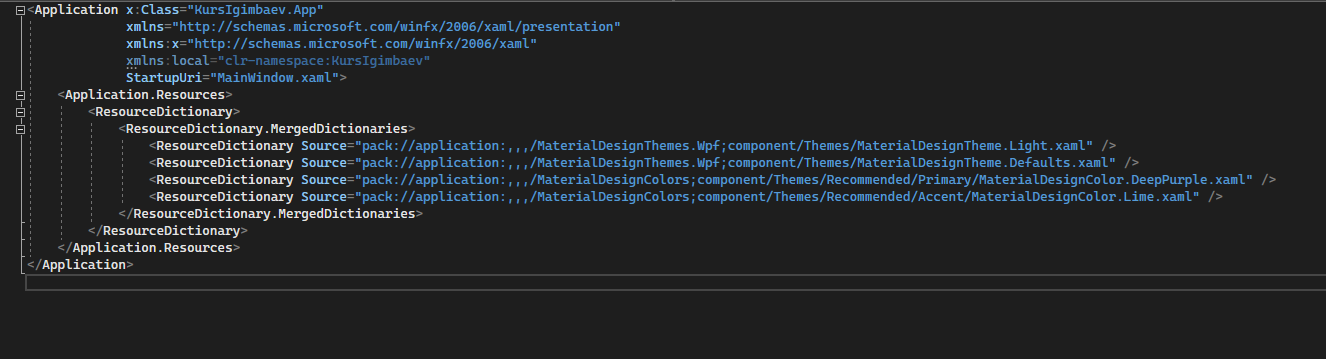 <Application x:Class="KursIgimbaev.App"
xmlns="http://schemas.microsoft.com/winfx/2006/xaml/presentation"
xmlns:x="http://schemas.microsoft.com/winfx/2006/xaml"
xmlns:local="clr-namespace:KursIgimbaev"
StartupUri="MainWindow.xaml">
<Application.Resources>
<ResourceDictionary>
<ResourceDictionary.MergedDictionaries>
<ResourceDictionary Source="pack://application:,,,/MaterialDesignThemes.Wpf;component/Themes/MaterialDesignTheme.Light.xaml" />
<ResourceDictionary Source="pack://application:,,,/MaterialDesignThemes.Wpf;component/Themes/MaterialDesignTheme.Defaults.xaml" />
<ResourceDictionary Source="pack://application:,,,/MaterialDesignColors;component/Themes/Recommended/Primary/MaterialDesignColor.DeepPurple.xaml" />
<ResourceDictionary Source="pack://application:,,,/MaterialDesignColors;component/Themes/Recommended/Accent/MaterialDesignColor.Lime.xaml" />
</ResourceDictionary.MergedDictionaries>
</ResourceDictionary>
</Application.Resources>
</Application>